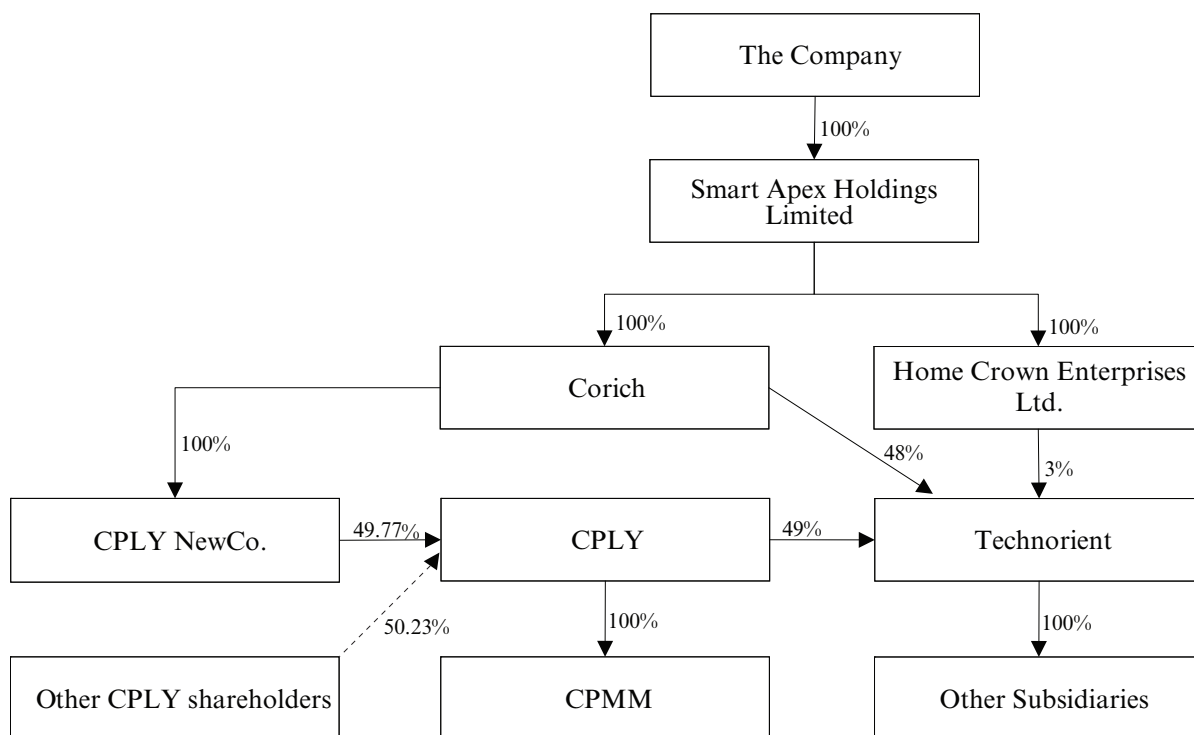 The Company
100%
Smart Apex Holdings
Limited
100%
100%
Corich
Home Crown Enterprises
Ltd.
100%
48%
3%
CPLY NewCo.
49.77%
CPLY
49%
Technorient
50.23%
100%
100%
Other CPLY shareholders
CPMM
Other Subsidiaries